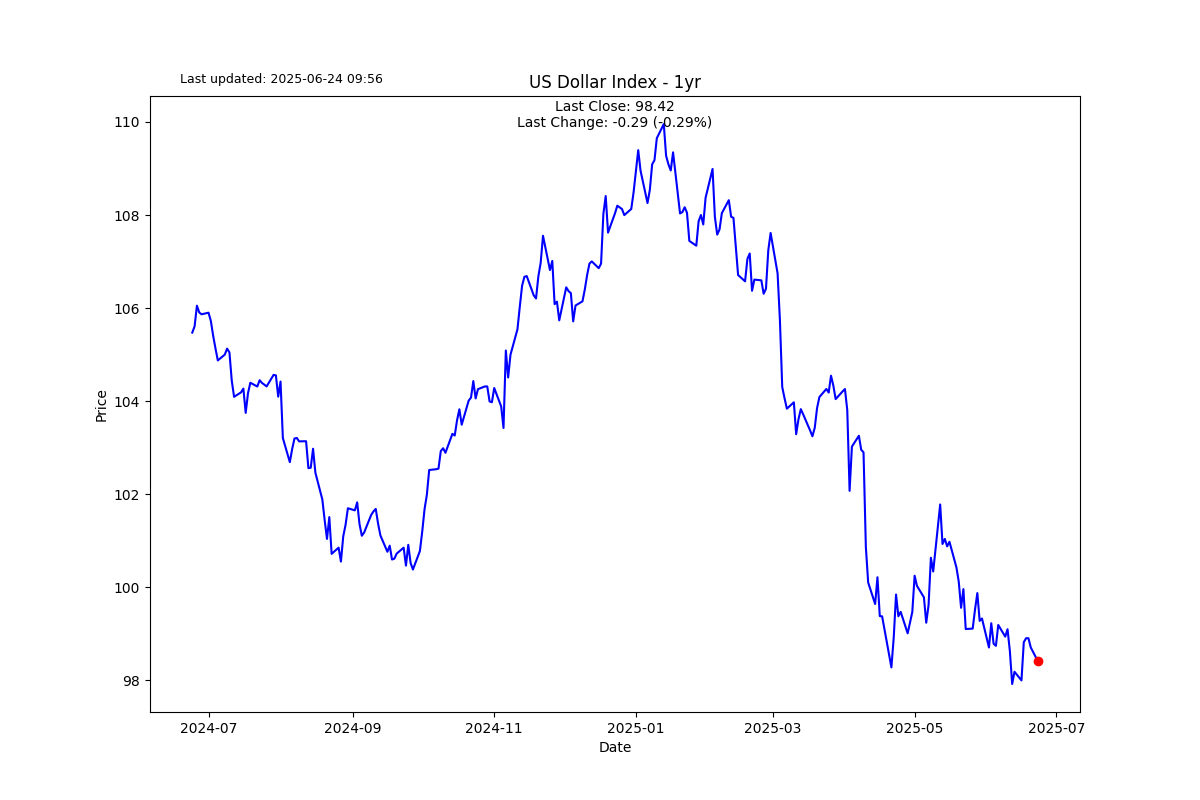 Last updated: 2025-06-24 09:56
US Dollar Index - 1yr
Last Close: 98.42
Last Change: -0.29 (-0.29%)
110
108
106
104
102
100
98
Price
2024-07
2024-09
2024-11
2025-01
2025-03
2025-05
2025-07
Date